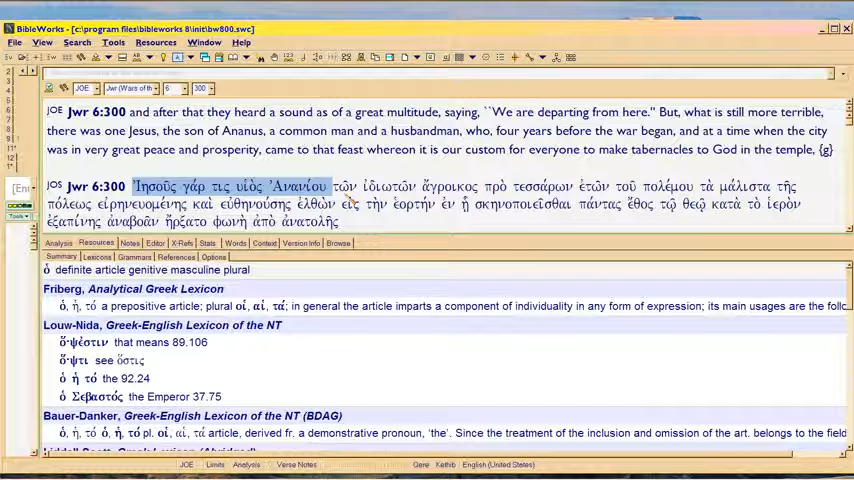 BibleWorks - [c:\program files\bibleworks 8\init\bw800.swc]
File View Search Tools Resources Window Help
JOE Jwr (Wars of th 6 300
JOE Jwr 6:300 and after that they heard a sound as of a great multitude, saying, ``We are departing from here." But, what is still more terrible,
there was one Jesus, the son of Ananus, a common man and a husbandman, who, four years before the war began, and at a time when the city
was in very great peace and prosperity, came to that feast whereon it is our custom for everyone to make tabernacles to God in the temple, {g}
JOS Jwr 6:300 Ἰησοῦς γάρ τις υἱὸς Ἀνανίου τῶν ἰδιωτῶν ἄγροικος πρὸ τεσσάρων ἐτῶν τοῦ πολέμου τὰ μάλιστα τῆς
πόλεως εἰρηνευομένης καὶ εὐθηνούσης ἐλθὼν εἰς τὴν ἑορτήν ἐν ᾗ σκηνοποιεῖσθαι πάντας ἔθος τῷ θεῷ κατὰ τὸ ἱερὸν
ἐξαπίνης ἀναβοᾶν ἤρξατο φωνὴ ἀπὸ ἀνατολῆς
[Ent
Tools
Analysis Resources Notes Editor X-Refs Stats Words Context Version Info Browse
Summary Lexicons Grammars References Options
ὁ definite article genitive masculine plural
Friberg, Analytical Greek Lexicon
ὁ, ἡ, τό a prepositive article; plural οἱ, αἱ, τά; in general the article imparts a component of individuality in any form of expression; its main usages are the follo
Louw-Nida, Greek-English Lexicon of the NT
ὅ·ψέστιν that means 89.106
ὅ·ψτι see ὅστις
ὁ ἡ τό the 92.24
ὁ Σεβαστός the Emperor 37.75
Bauer-Danker, Greek-English Lexicon of the NT (BDAG)
ὁ, ἡ, τό ὁ, ἡ, τό pl. οἱ, αἱ, τά article, derived fr. a demonstrative pronoun, 'the'. Since the treatment of the inclusion and omission of the art. belongs to the field
JOE Limits Analysis Verse Notes Qere Kethib English (United States)